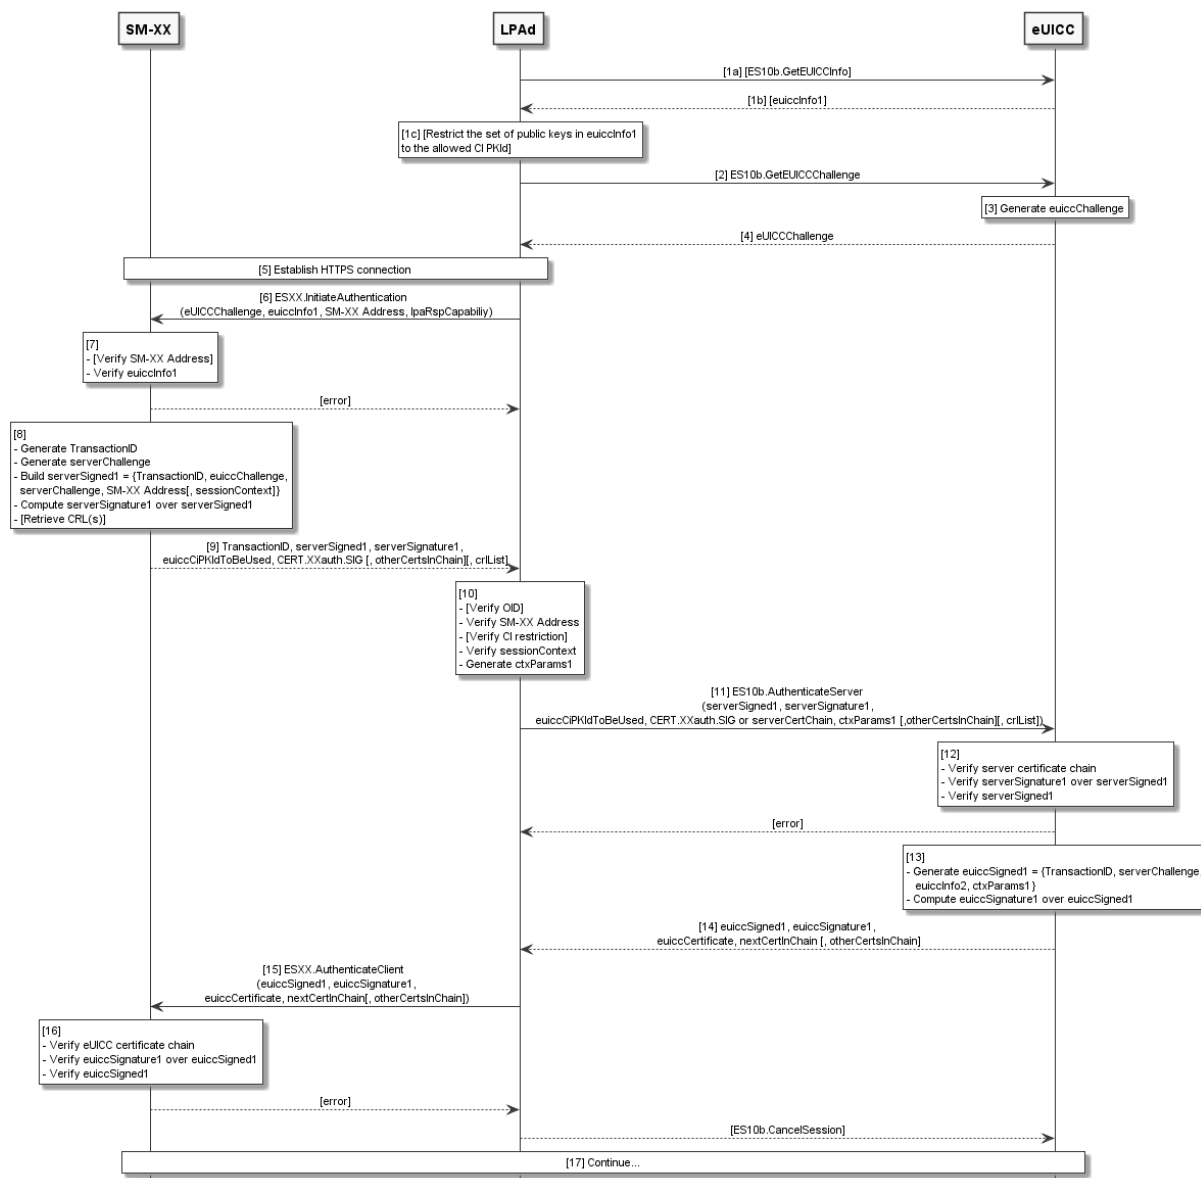 SM-XX
LPAd
eUICC
[1a] [ES10b.GetEUICCInfo]
[1b] [euiccInfo1]
[1c] [Restrict the set of public keys in euiccInfo1
to the allowed CI PKId]
[2] ES10b.GetEUICCChallenge
[3] Generate euiccChallenge
[4] eUICCChallenge
[5] Establish HTTPS connection
[6] ESXX.InitiateAuthentication
(eUICCChallenge, euiccInfo1, SM-XX Address, lpaRspCapabiliy)
[7]
- [Verify SM-XX Address]
- Verify euiccInfo1
[error]
[8]
- Generate TransactionID
- Generate serverChallenge
- Build serverSigned1 = {TransactionID, euiccChallenge,
serverChallenge, SM-XX Address[, sessionContext]}
- Compute serverSignature1 over serverSigned1
- [Retrieve CRL(s)]
[9] TransactionID, serverSigned1, serverSignature1,
euiccCiPKIdToBeUsed, CERT.XXauth.SIG [, otherCertsInChain][, crlList]
[10]
- [Verify OID]
- Verify SM-XX Address
- [Verify CI restriction]
- Verify sessionContext
- Generate ctxParams1
[11] ES10b.AuthenticateServer
(serverSigned1, serverSignature1,
euiccCiPKIdToBeUsed, CERT.XXauth.SIG or serverCertChain, ctxParams1 [,otherCertsInChain][, crlList])
[12]
- Verify server certificate chain
- Verify serverSignature1 over serverSigned1
- Verify serverSigned1
[error]
[13]
- Generate euiccSigned1 = {TransactionID, serverChallenge,
euiccInfo2, ctxParams1}
- Compute euiccSignature1 over euiccSigned1
[14] euiccSigned1, euiccSignature1,
euiccCertificate, nextCertInChain [, otherCertsInChain]
[15] ESXX.AuthenticateClient
(euiccSigned1, euiccSignature1,
euiccCertificate, nextCertInChain[, otherCertsInChain])
[16]
- Verify eUICC certificate chain
- Verify euiccSignature1 over euiccSigned1
- Verify euiccSigned1
[error]
[ES10b.CancelSession]
[17] Continue...